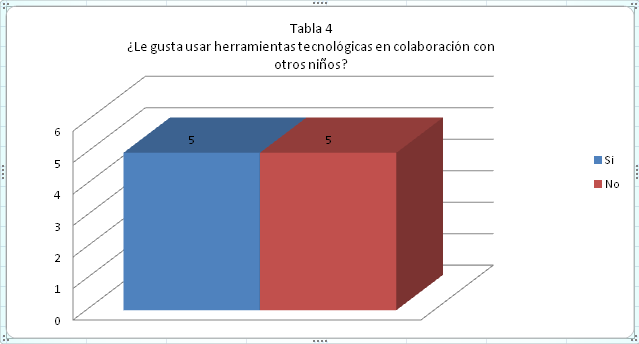 Tabla 4
¿Le gusta usar herramientas tecnológicas en colaboración con
otros niños?
6
5
4
3
2
1
0
5
5
Si
No